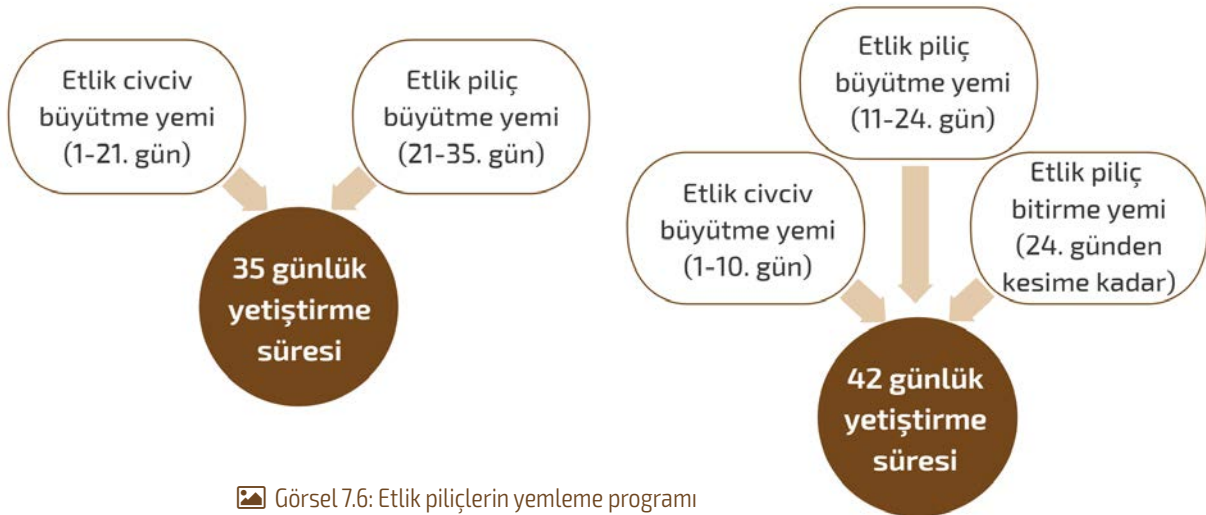 Etlik civciv
büyütme yemi
(1-21. gün)
Etlik piliç
büyütme yemi
(21-35. gün)
35 günlük
yetiştirme
süresi
Etlik piliç
büyütme yemi
(11-24. gün)
Etlik civciv
büyütme yemi
(1-10. gün)
Etlik piliç
bitirme yemi
(24. günden
kesime kadar)
42 günlük
yetiştirme
süresi
Görsel 7.6: Etlik piliçlerin yemleme programı